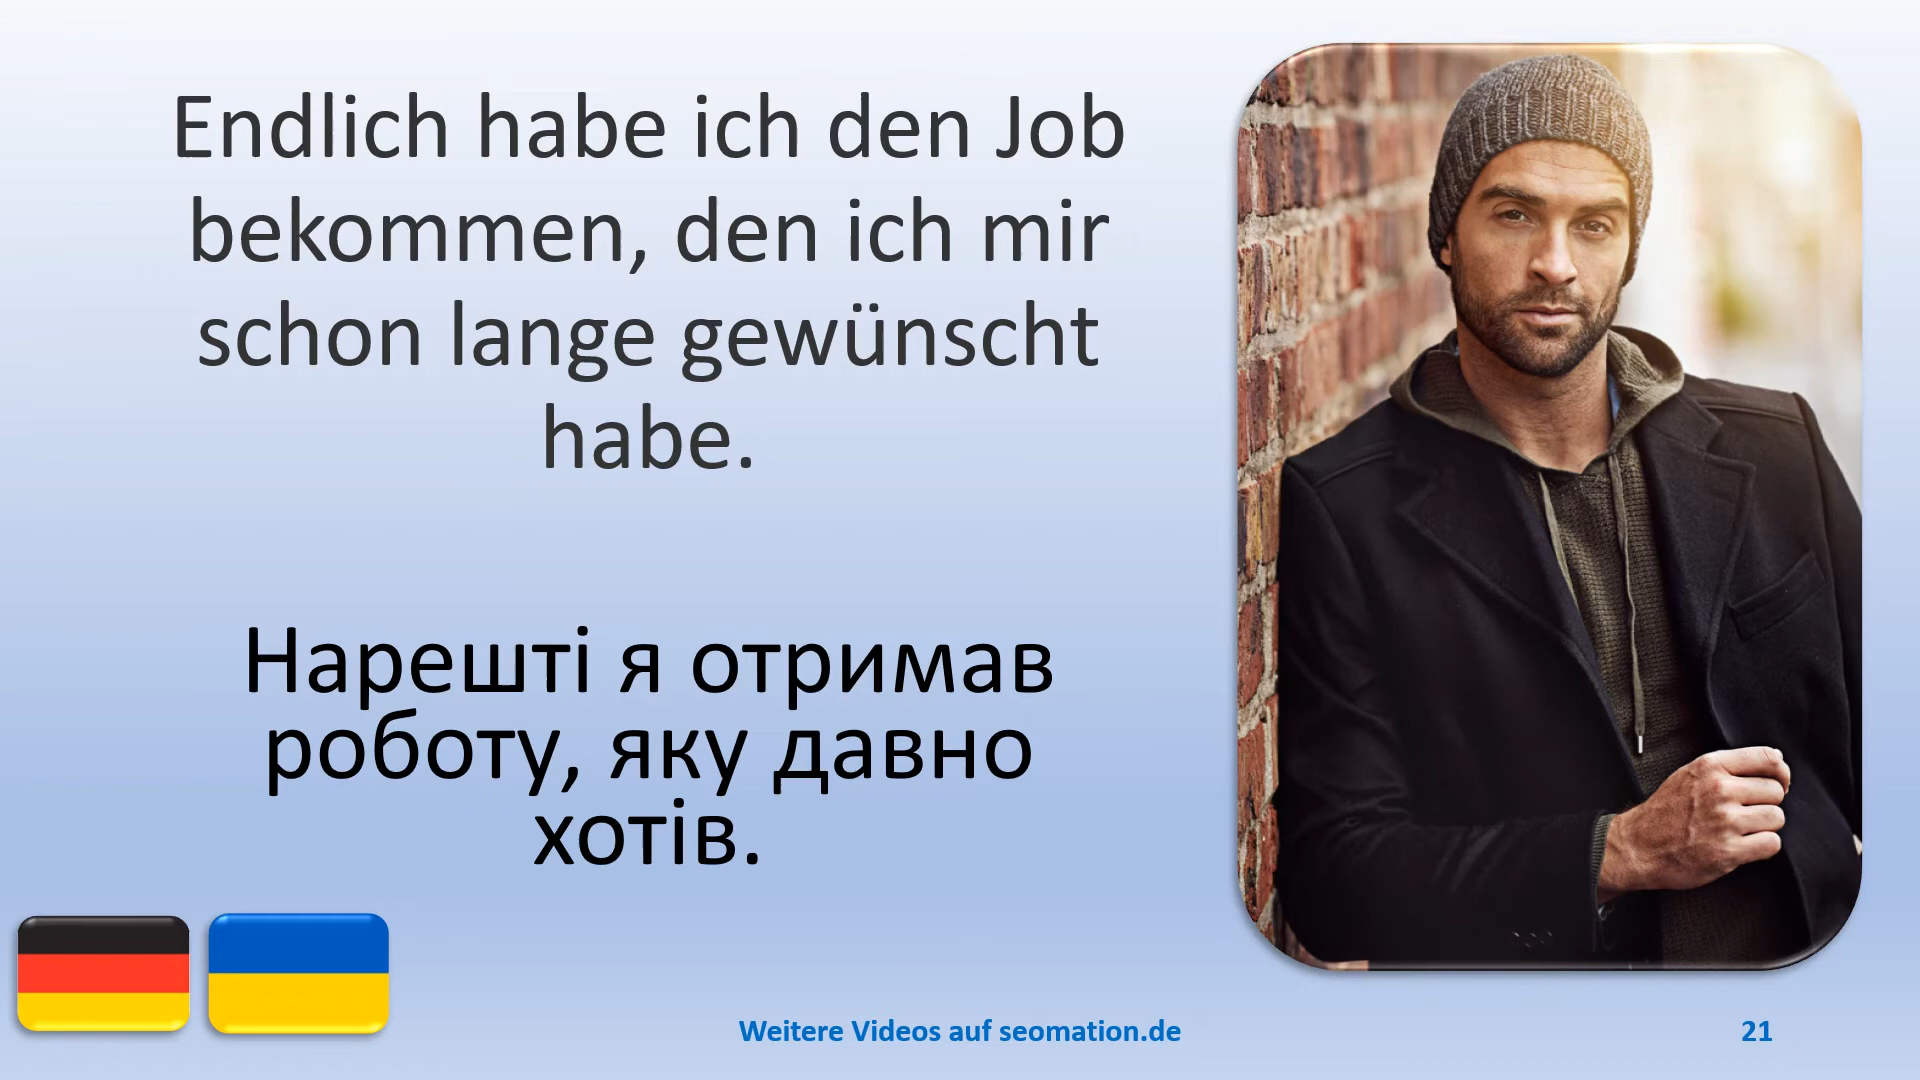 Endlich habe ich den Job
bekommen, den ich mir
schon lange gewünscht
habe.
Нарешті я отримав
роботу, яку давно
хотів.
Weitere Videos auf seomation.de
21